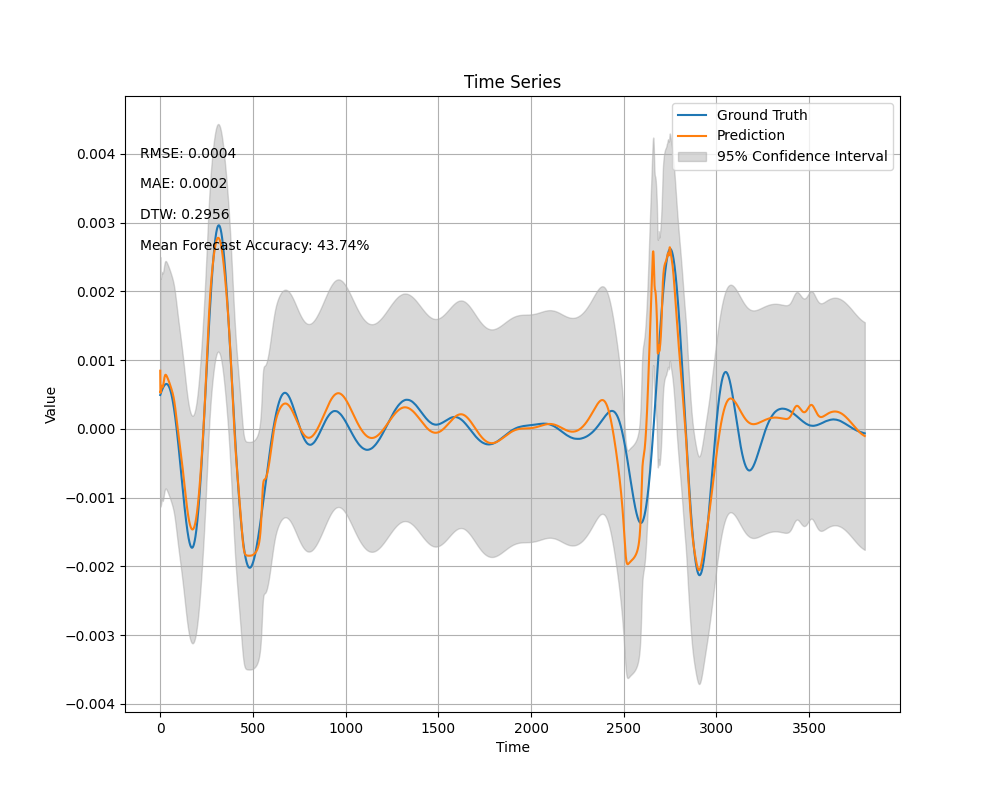 Time Series
Ground Truth
Prediction
95% Confidence Interval
RMSE: 0.0004
MAE: 0.0002
DTW: 0.2956
Mean Forecast Accuracy: 43.74%
Value
0.004
0.003
0.002
0.001
0.000
−0.001
−0.002
−0.003
−0.004
0 500 1000 1500 2000 2500 3000 3500
Time